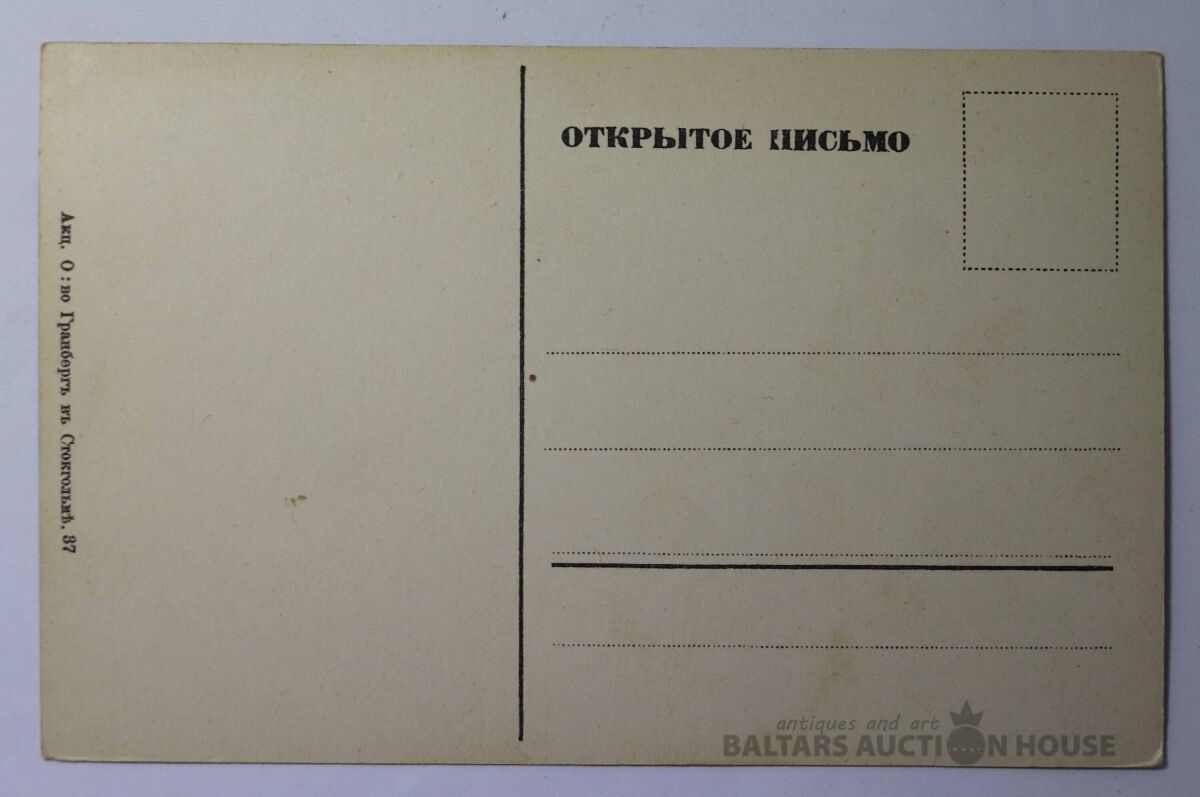 ОТКРЫТОЕ ПИСЬМО
Акц. О:во Гранбергъ въ Стокгольмѣ. 37
antiques and art
BALTARS AUCTION HOUSE